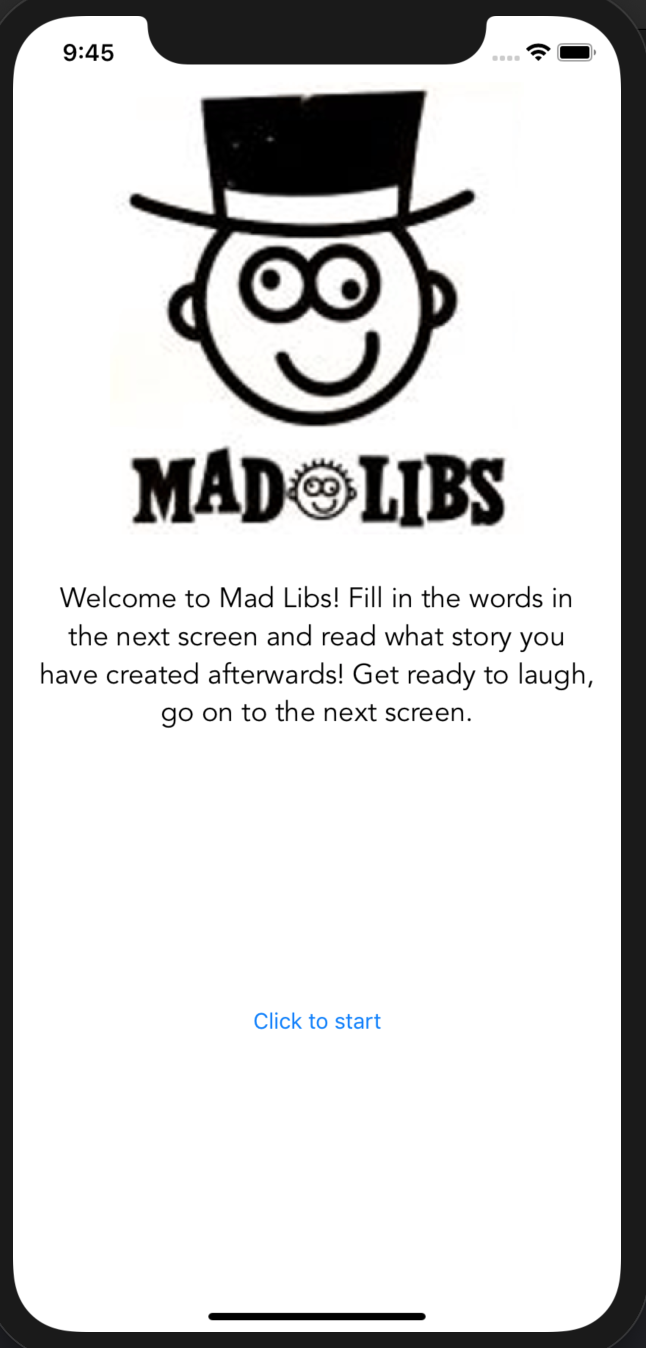 9:45
MAD LIBS
Welcome to Mad Libs! Fill in the words in
the next screen and read what story you
have created afterwards! Get ready to laugh,
go on to the next screen.
Click to start